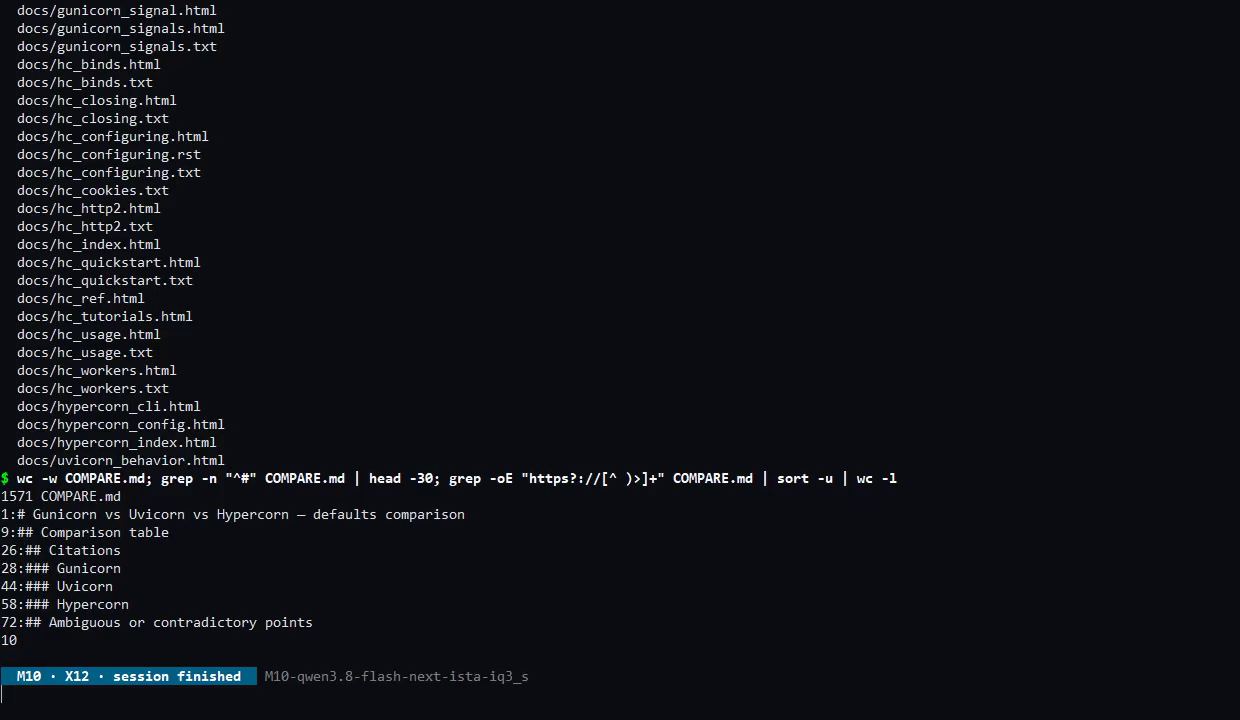 docs/gunicorn_signal.html
docs/gunicorn_signals.html
docs/gunicorn_signals.txt
docs/hc_binds.html
docs/hc_binds.txt
docs/hc_closing.html
docs/hc_closing.txt
docs/hc_configuring.html
docs/hc_configuring.rst
docs/hc_configuring.txt
docs/hc_cookies.txt
docs/hc_http2.html
docs/hc_http2.txt
docs/hc_index.html
docs/hc_quickstart.html
docs/hc_quickstart.txt
docs/hc_ref.html
docs/hc_tutorials.html
docs/hc_usage.html
docs/hc_usage.txt
docs/hc_workers.html
docs/hc_workers.txt
docs/hypercorn_cli.html
docs/hypercorn_config.html
docs/hypercorn_index.html
docs/uvicorn_behavior.html
$ wc -w COMPARE.md; grep -n "^#" COMPARE.md | head -30; grep -oE "https?://[^ )>]+" COMPARE.md | sort -u | wc -l
1571 COMPARE.md
1:# Gunicorn vs Uvicorn vs Hypercorn — defaults comparison
9:## Comparison table
26:## Citations
28:### Gunicorn
44:### Uvicorn
58:### Hypercorn
72:## Ambiguous or contradictory points
10
M10 · X12 · session finished M10-qwen3.8-flash-next-ista-iq3_s